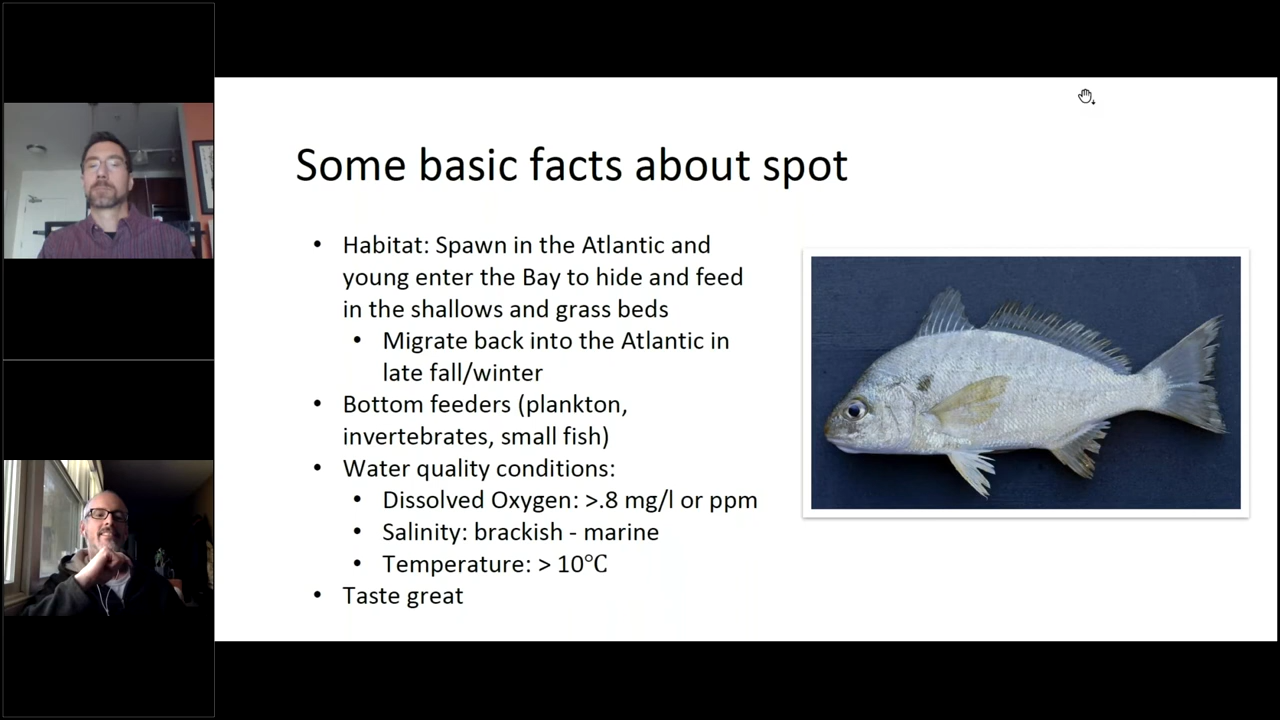 Some basic facts about spot
• Habitat: Spawn in the Atlantic and
young enter the Bay to hide and feed
in the shallows and grass beds
• Migrate back into the Atlantic in
late fall/winter
• Bottom feeders (plankton,
invertebrates, small fish)
• Water quality conditions:
• Dissolved Oxygen: >.8 mg/l or ppm
• Salinity: brackish - marine
• Temperature: > 10℃
• Taste great